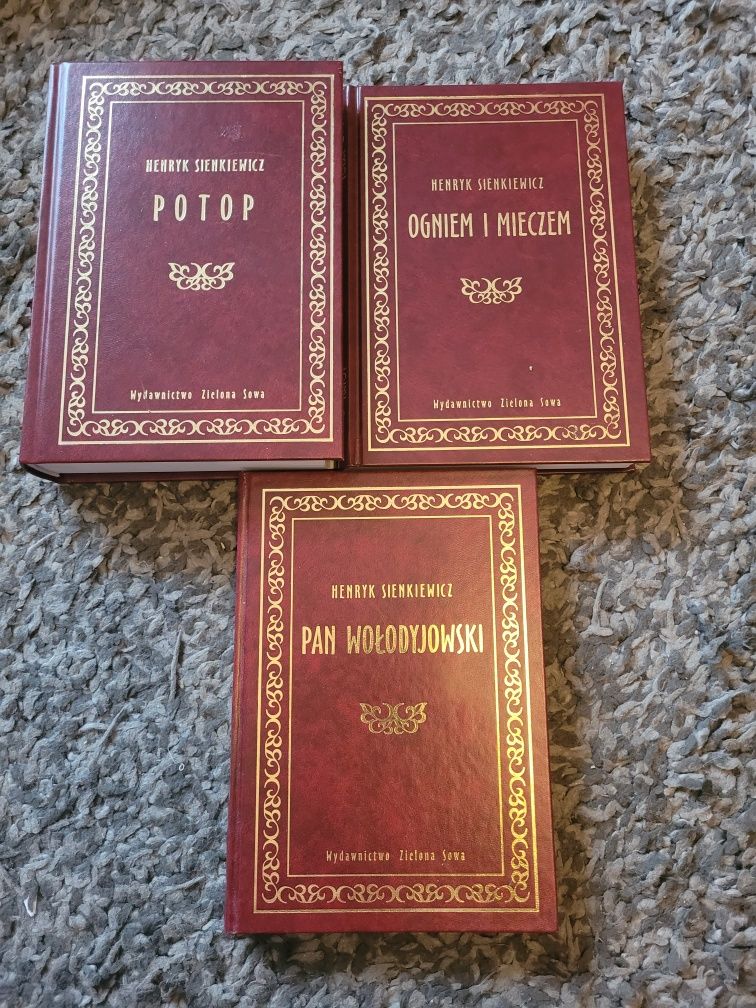 HENRYK SIENKIEWICZ
POTOP
Wydawnictwo Zielona Sowa
HENRYK SIENKIEWICZ
OGNIEM I MIECZEM
Wydawnictwo Zielona Sowa
HENRYK SIENKIEWICZ
PAN WOŁODYJOWSKI
Wydawnictwo Zielona Sowa